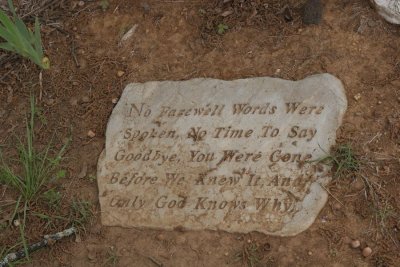 No Farewell Words Were
Spoken, No Time To Say
Goodbye, You Were Gone
Before We Knew It, And
Only God Knows Why.